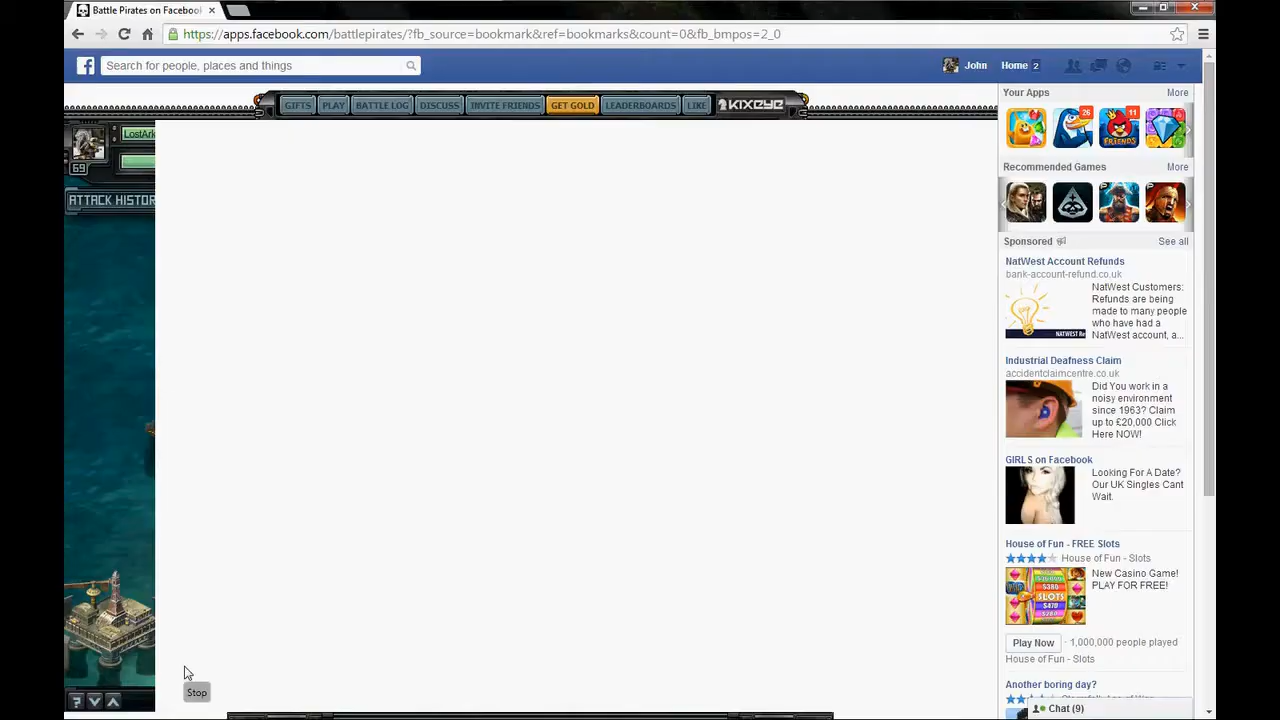 Battle Pirates on Faceboo
https://apps.facebook.com/battlepirates/?fb_source=bookmark&ref=bookmarks&count=0&fb_bmpos=2_0
Search for people, places and things
John
Home 2
GIFTS
PLAY
BATTLE LOG
DISCUSS
INVITE FRIENDS
GET GOLD
LEADERBOARDS
LIKE
KIXEYE
LostArk
69
ATTACK HISTOR
?
Stop
Your Apps
More
26
11
FRIENDS
Recommended Games
More
Sponsored
See all
NatWest Account Refunds
bank-account-refund.co.uk
NatWest Customers:
Refunds are being
made to many people
who have had a
NatWest account, a...
NATWEST Re
Industrial Deafness Claim
accidentclaimcentre.co.uk
Did You work in a
noisy environment
since 1963? Claim
up to £20,000 Click
Here NOW!
GIRLS on Facebook
Looking For A Date?
Our UK Singles Cant
Wait.
House of Fun - FREE Slots
House of Fun - Slots
New Casino Game!
PLAY FOR FREE!
SLOTS
Play Now
· 1,000,000 people played
House of Fun - Slots
Another boring day?
Chat (9)